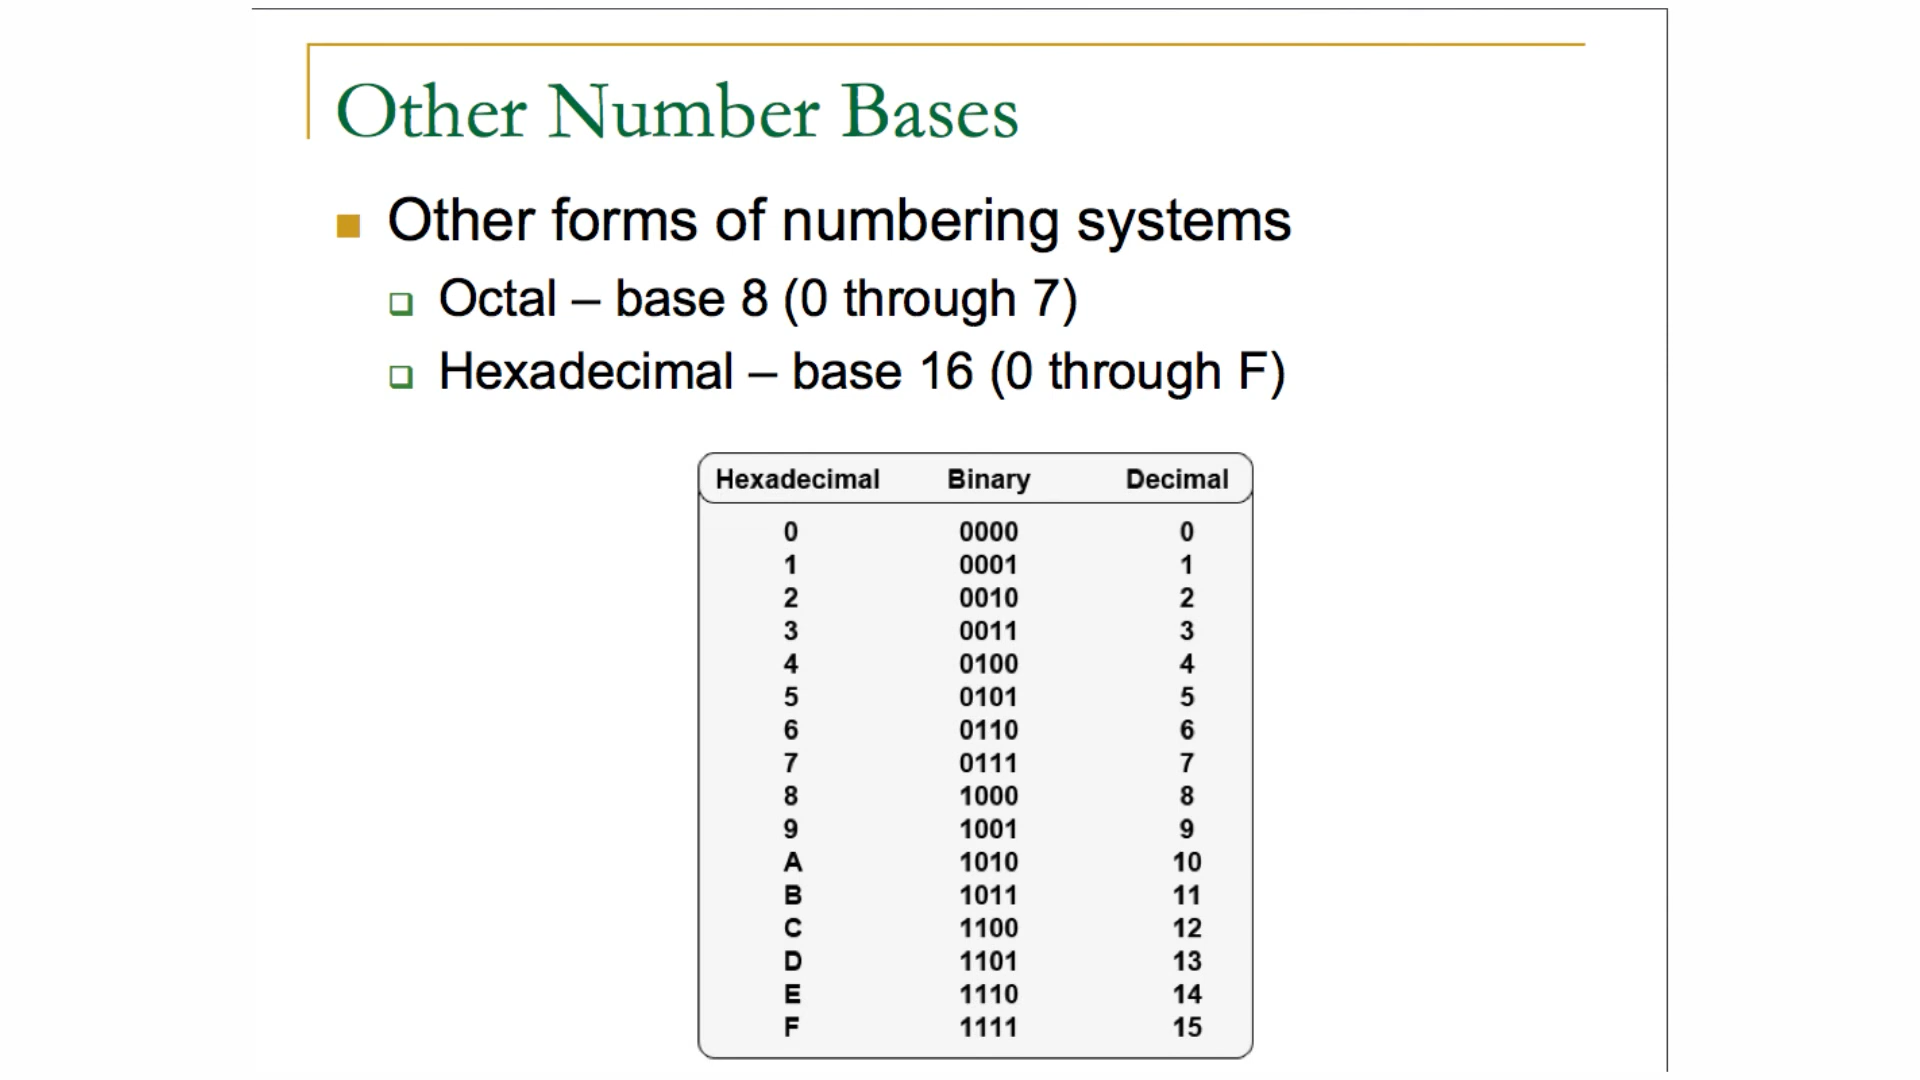 Other Number Bases
Other forms of numbering systems
Octal – base 8 (0 through 7)
Hexadecimal – base 16 (0 through F)
Hexadecimal Binary Decimal
0 0000 0
1 0001 1
2 0010 2
3 0011 3
4 0100 4
5 0101 5
6 0110 6
7 0111 7
8 1000 8
9 1001 9
A 1010 10
B 1011 11
C 1100 12
D 1101 13
E 1110 14
F 1111 15